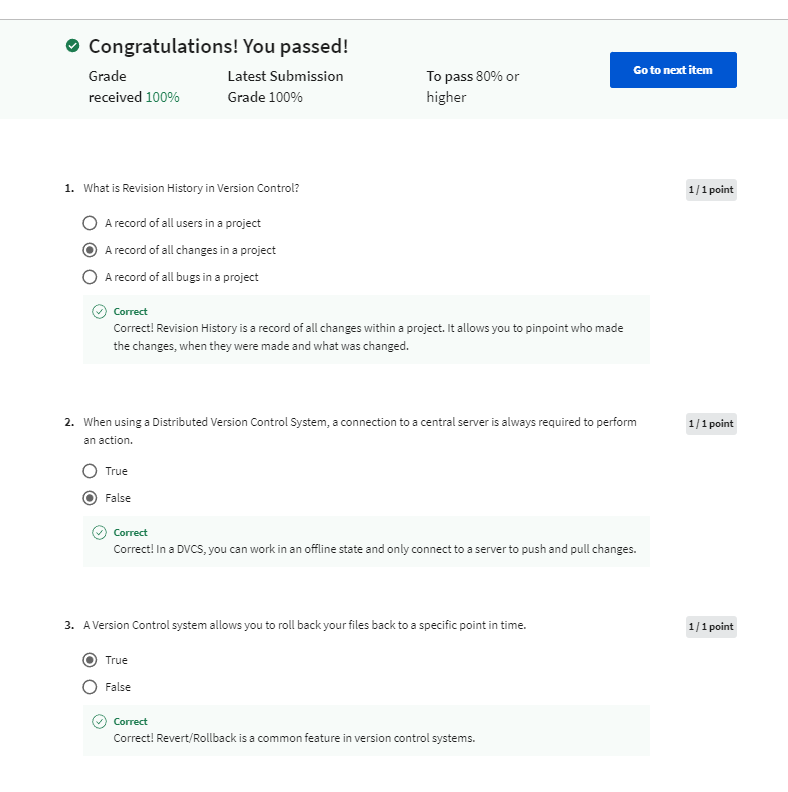 Congratulations! You passed!
Grade received 100%
Latest Submission Grade 100%
To pass 80% or higher
Go to next item
1. What is Revision History in Version Control?
1 / 1 point
A record of all users in a project
A record of all changes in a project
A record of all bugs in a project
Correct
Correct! Revision History is a record of all changes within a project. It allows you to pinpoint who made
the changes, when they were made and what was changed.
2. When using a Distributed Version Control System, a connection to a central server is always required to perform
an action.
1 / 1 point
True
False
Correct
Correct! In a DVCS, you can work in an offline state and only connect to a server to push and pull changes.
3. A Version Control system allows you to roll back your files back to a specific point in time.
1 / 1 point
True
False
Correct
Correct! Revert/Rollback is a common feature in version control systems.